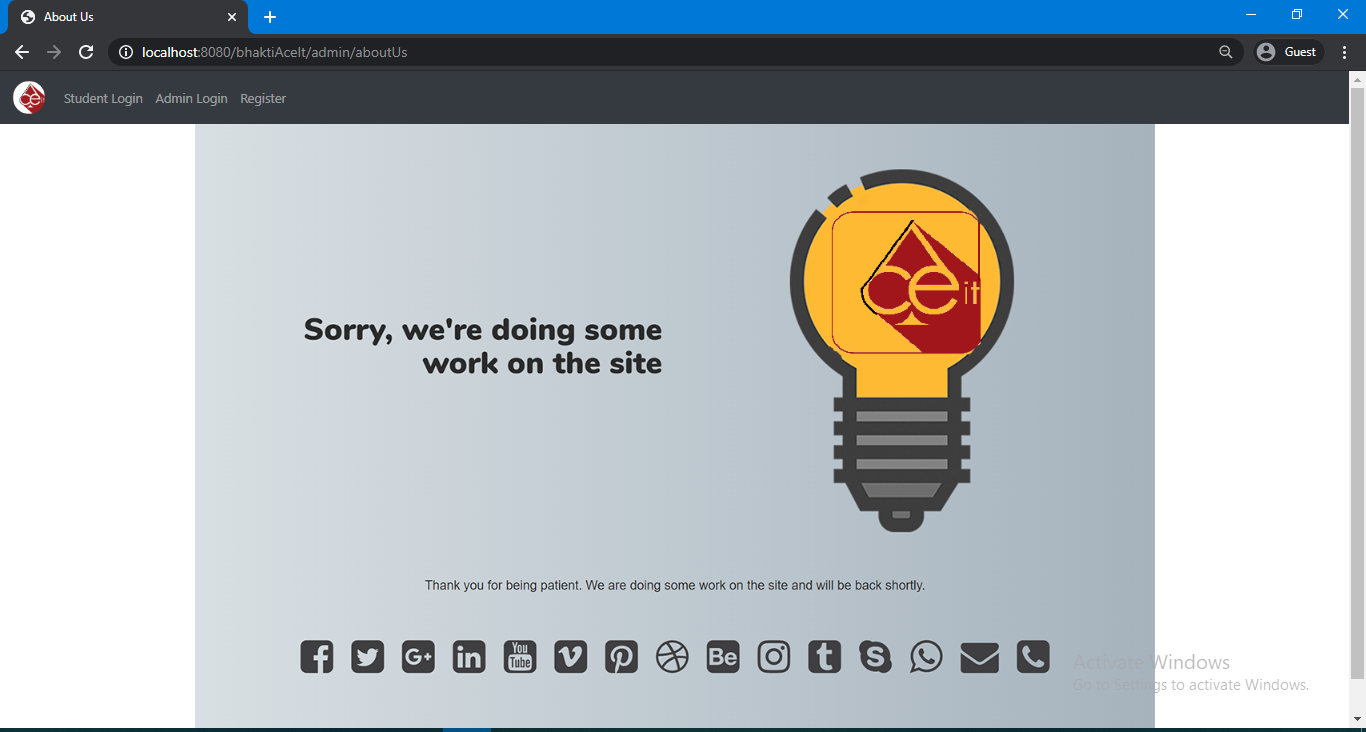 About Us
localhost:8080/bhaktiAceIt/admin/aboutUs
Guest
ce
Student Login Admin Login Register
ce it
Sorry, we're doing some
work on the site
Thank you for being patient. We are doing some work on the site and will be back shortly.
G+ in You Tube Be t S
Activate Windows
Go to Settings to activate Windows.